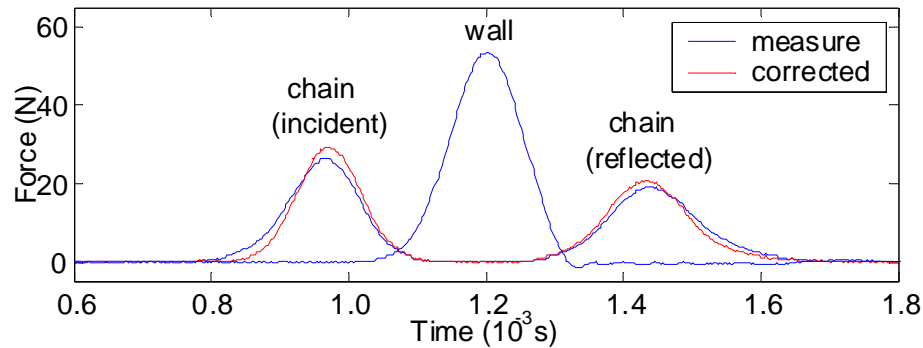 60
40
20
0
Force (N)
chain
(incident)
wall
chain
(reflected)
measure
corrected
0.6 0.8 1.0 1.2 1.4 1.6 1.8
Time (10⁻³s)